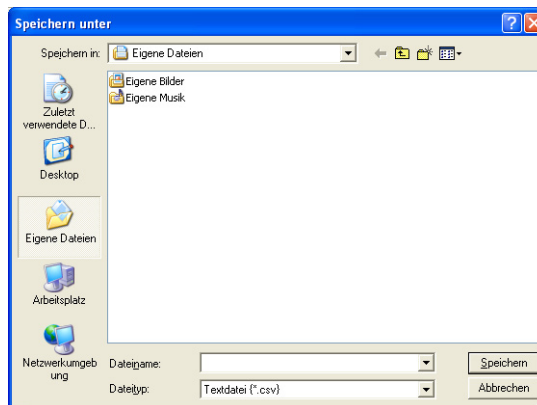 Speichern unter
Speichern in:
Eigene Dateien
Eigene Bilder
Eigene Musik
Zuletzt
verwendete D...
Desktop
Eigene Dateien
Arbeitsplatz
Netzwerkumgeb
ung
Dateiname:
Speichern
Dateityp:
Textdatei {*.csv}
Abbrechen